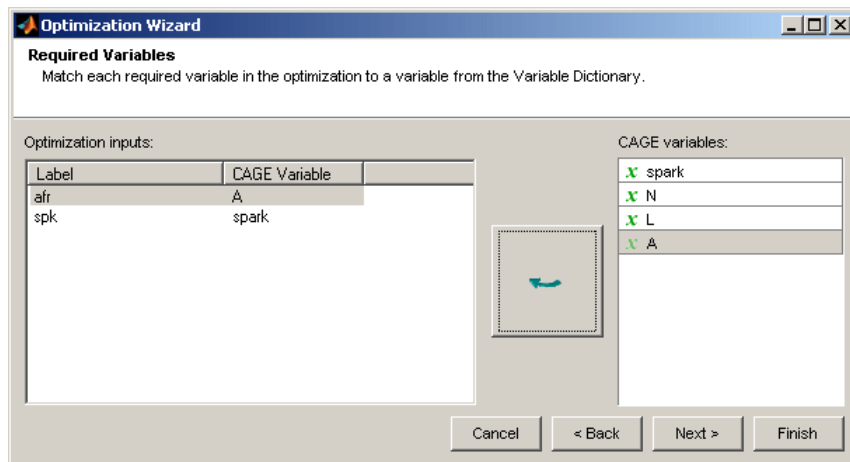 Optimization Wizard
Required Variables
Match each required variable in the optimization to a variable from the Variable Dictionary.
Optimization inputs:
CAGE variables:
Label CAGE Variable
afr A
spk spark
x spark
x N
x L
x A
Cancel < Back Next > Finish